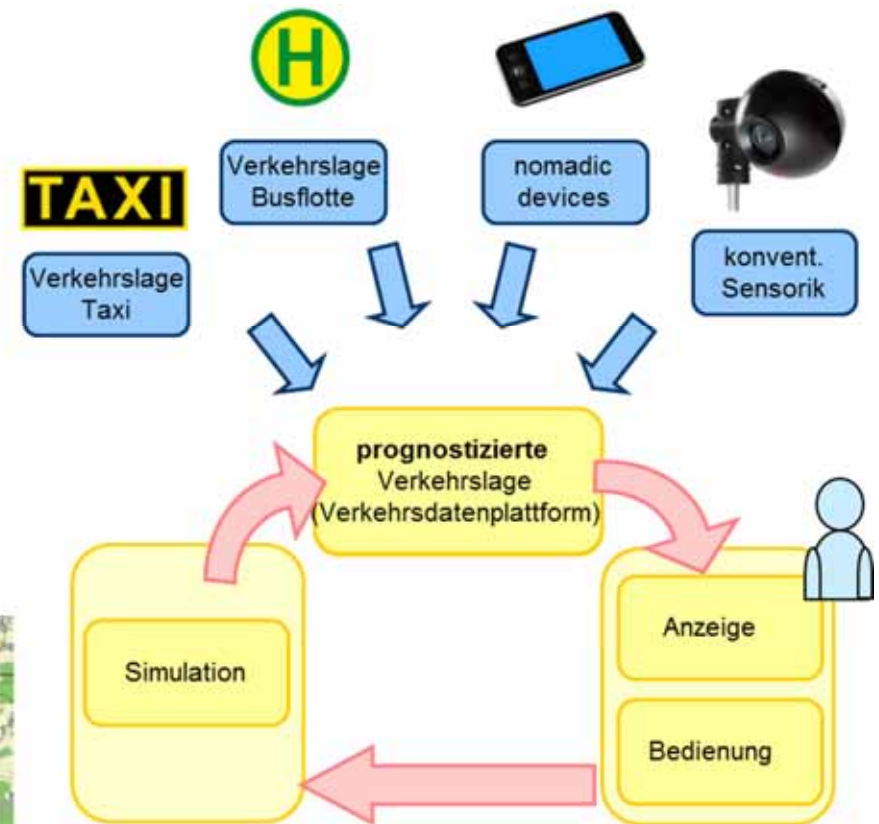 H
TAXI
Verkehrslage
Taxi
Verkehrslage
Busflotte
nomadic
devices
konvent.
Sensorik
prognostizierte
Verkehrslage
(Verkehrsdatenplattform)
Simulation
Anzeige
Bedienung